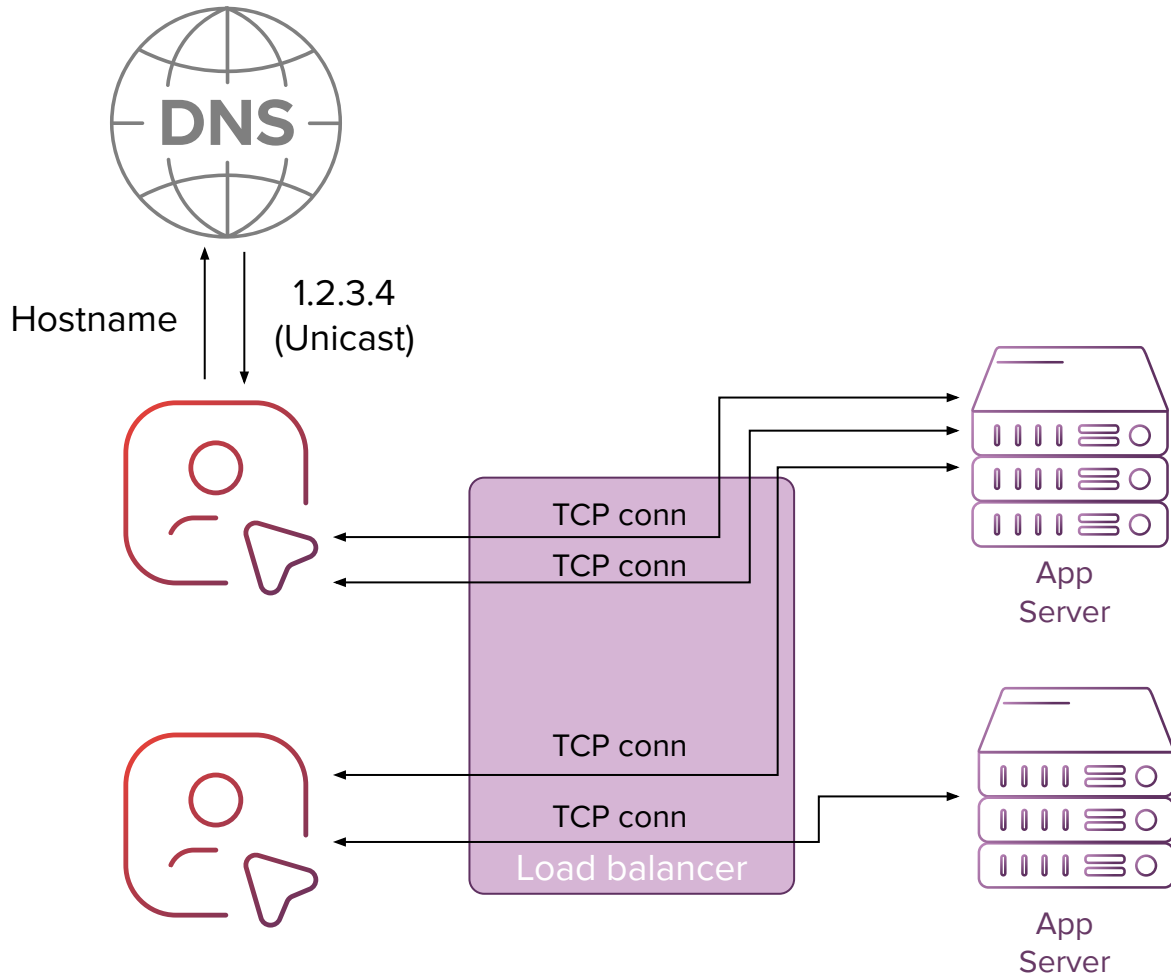 DNS
Hostname
1.2.3.4
(Unicast)
TCP conn
TCP conn
App
Server
TCP conn
TCP conn
Load balancer
App
Server